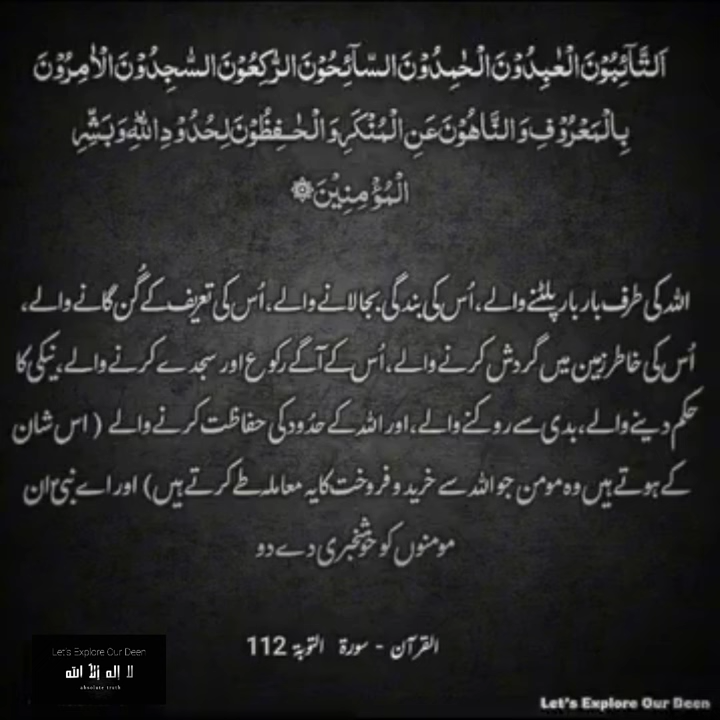 اَلتَّآئِبُوْنَ الْعٰبِدُوْنَ الْحٰمِدُوْنَ السَّآئِحُوْنَ الرّٰكِعُوْنَ السّٰجِدُوْنَ الْاٰمِرُوْنَ
بِالْمَعْرُوْفِ وَ النَّاهُوْنَ عَنِ الْمُنْكَرِ وَ الْحٰفِظُوْنَ لِحُدُوْدِ اللّٰهِ وَ بَشِّرِ
الْمُؤْمِنِيْنَ ۞
اللہ کی طرف بار بار پلٹنے والے، اُس کی بندگی بجا لانے والے، اُس کی تعریف کے گُن گانے والے،
اُس کی خاطر زمین میں گردش کرنے والے، اُس کے آگے رکوع اور سجدے کرنے والے، نیکی کا
حکم دینے والے، بدی سے روکنے والے، اور اللہ کے حدُود کی حفاظت کرنے والے (اس شان
کے ہوتے ہیں وہ مومن جو اللہ سے خرید و فروخت کا یہ معاملہ طے کرتے ہیں) اور اے نبیؐ ان
مومنوں کو خوشخبری دے دو
القرآن - سورۃ التوبۃ 112
Let's Explore Our Deen
لا إله إلا الله
absolute truth
Let's Explore Our Deen